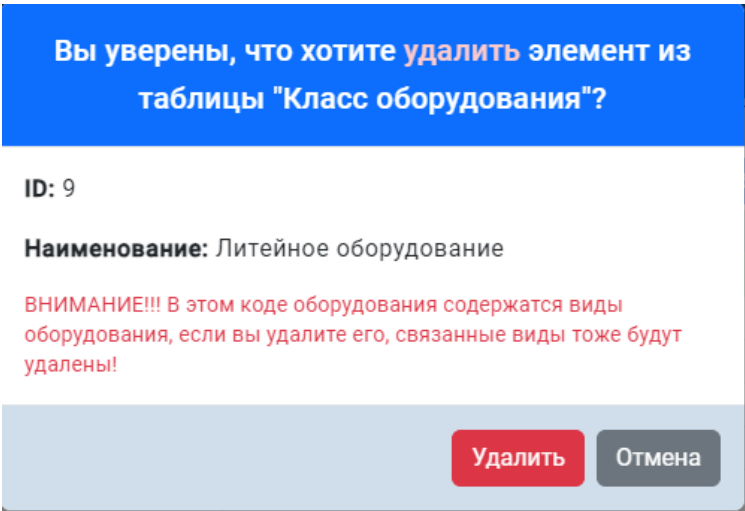 Вы уверены, что хотите удалить элемент из
таблицы "Класс оборудования"?
ID: 9
Наименование: Литейное оборудование
ВНИМАНИЕ!!! В этом коде оборудования содержатся виды
оборудования, если вы удалите его, связанные виды тоже будут
удалены!
Удалить Отмена